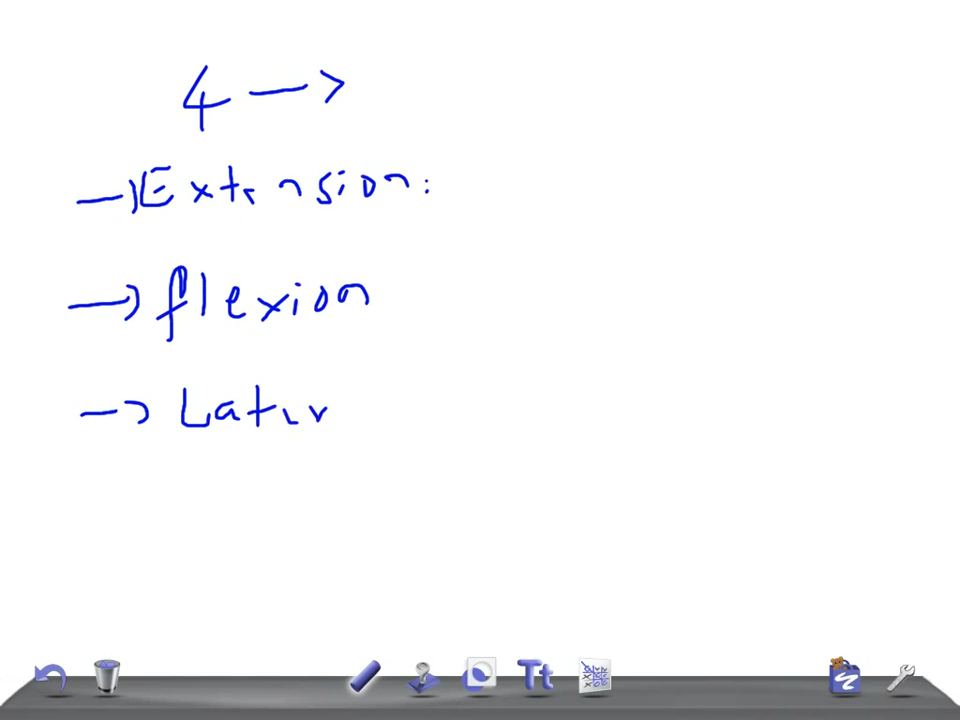 4 →
→ Extension:
→ flexion
→ Later